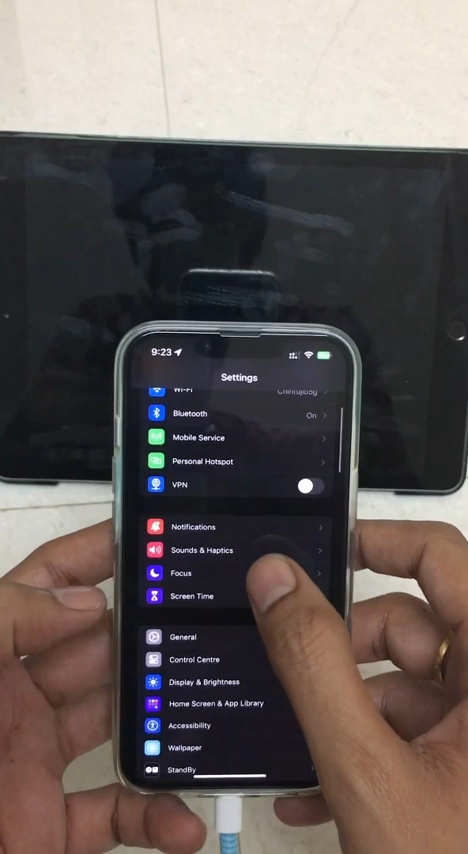 9:23
Settings
Wi-Fi
Bluetooth On
Mobile Service
Personal Hotspot
VPN
Notifications
Sounds & Haptics
Focus
Screen Time
General
Control Centre
Display & Brightness
Home Screen & App Library
Accessibility
Wallpaper
StandBy